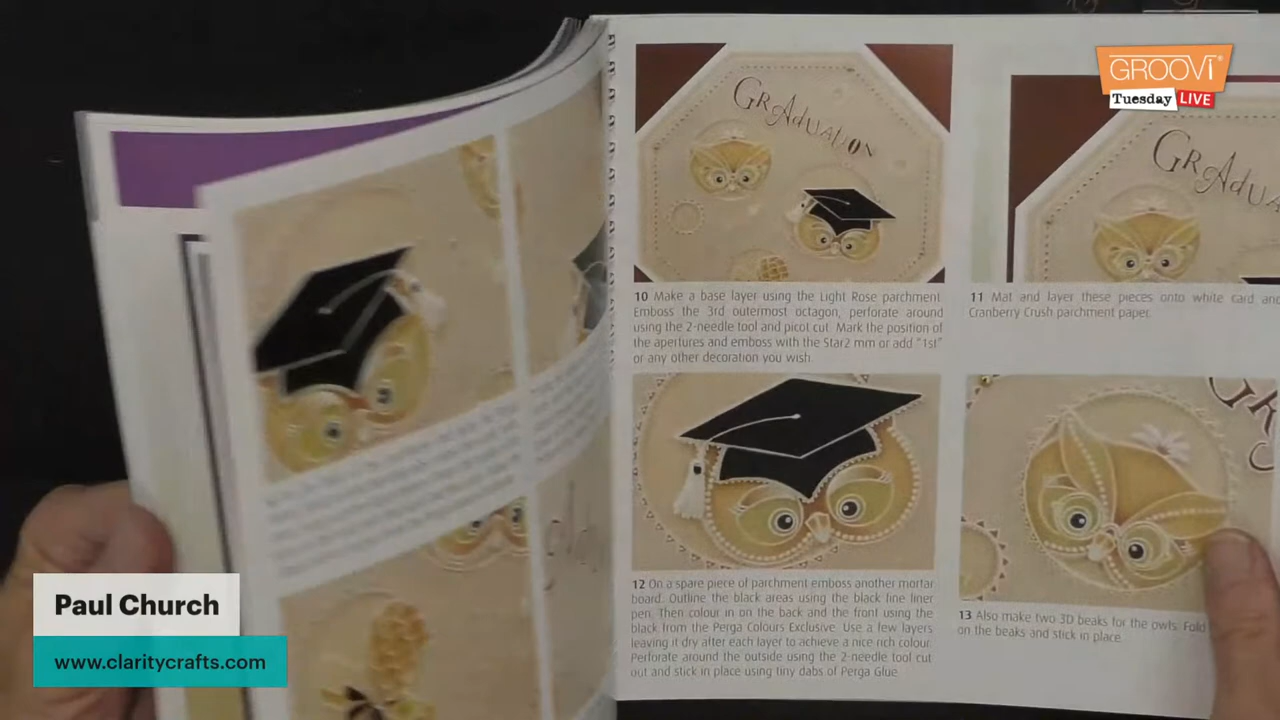 GROOVI
Tuesday LIVE
GRAdUATION
GRAdUA
10 Make a base layer using the Light Rose parchment
Emboss the 3rd outermost octagon, perforate around
using the 2-needle tool and picot cut. Mark the position of
the apertures and emboss with the Star2 mm or add "1st"
or any other decoration you wish.
11 Mat and layer these pieces onto white card and
Cranberry Crush parchment paper.
12 On a spare piece of parchment emboss another mortar
board. Outline the black areas using the black fine liner
pen. Then colour in on the back and the front using the
black from the Perga Colours Exclusive. Use a few layers
leaving it dry after each layer to achieve a nice rich colour.
Perforate around the outside using the 2-needle tool cut
out and stick in place using tiny dabs of Perga Glue
13 Also make two 3D beaks for the owls. Fold
on the beaks and stick in place.
Paul Church
www.claritycrafts.com